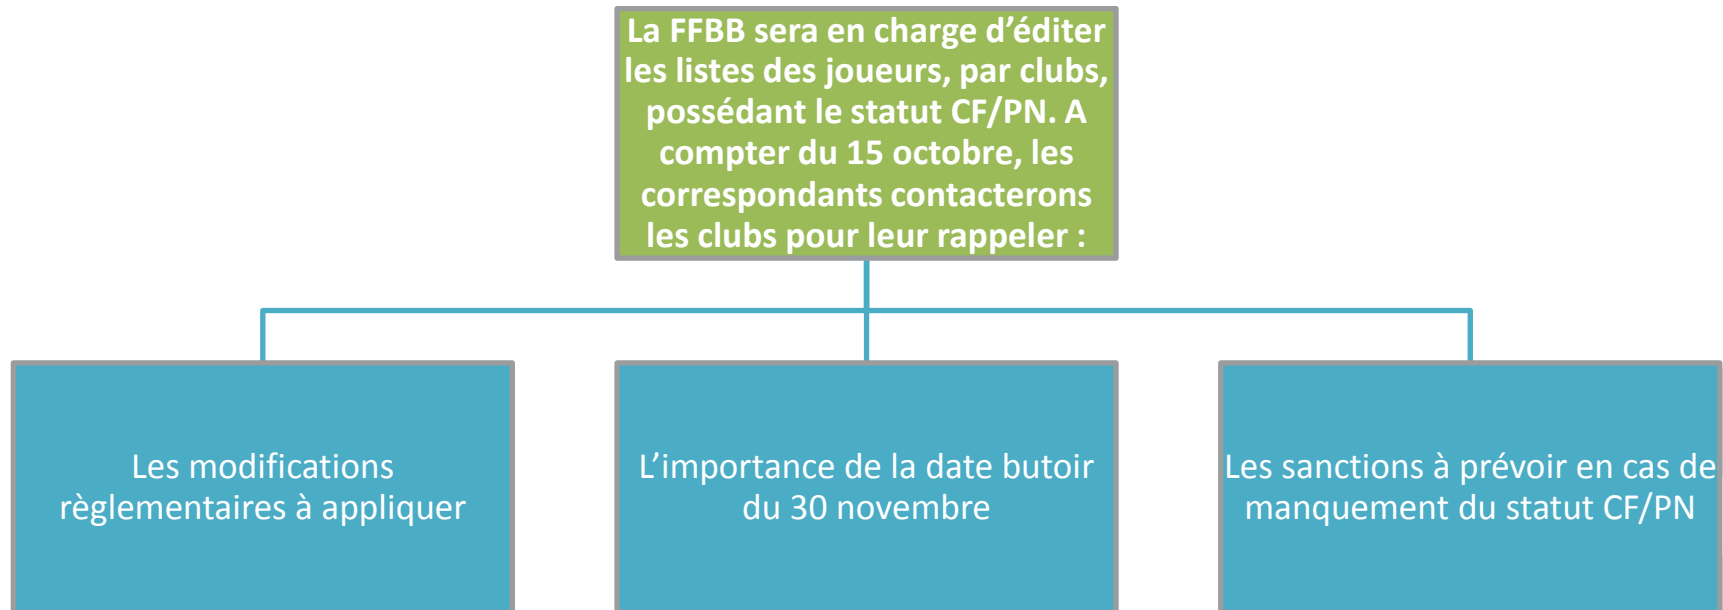 La FFBB sera en charge d’éditer
les listes des joueurs, par clubs,
possédant le statut CF/PN. A
compter du 15 octobre, les
correspondants contacterons
les clubs pour leur rappeler :
Les modifications
règlementaires à appliquer
L’importance de la date butoir
du 30 novembre
Les sanctions à prévoir en cas de
manquement du statut CF/PN